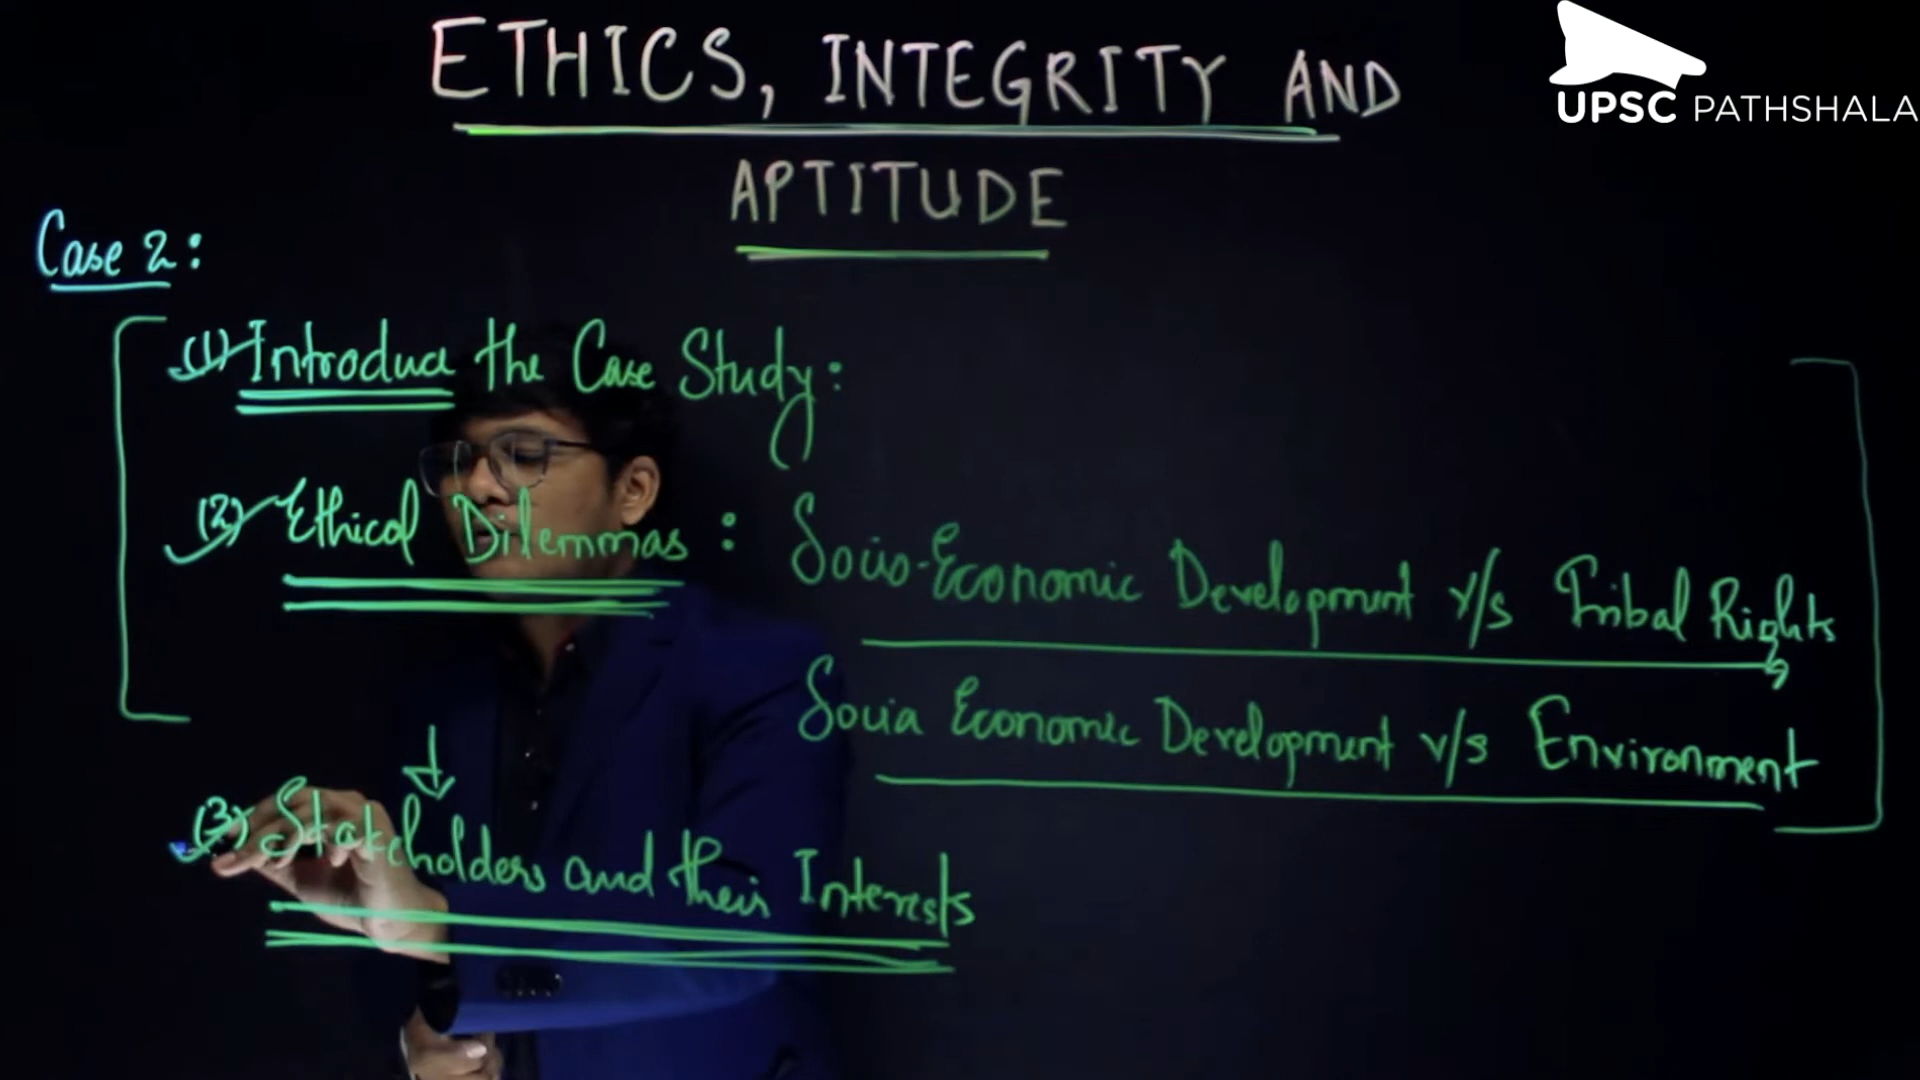 ETHICS, INTEGRITY AND
APTITUDE
UPSC PATHSHALA
Case 2:
(1) Introduce the Case Study:
(2) Ethical Dilemmas : Socio-Economic Development v/s Tribal Rights
Socia Economic Development v/s Environment
(3) Stakeholders and their Interests